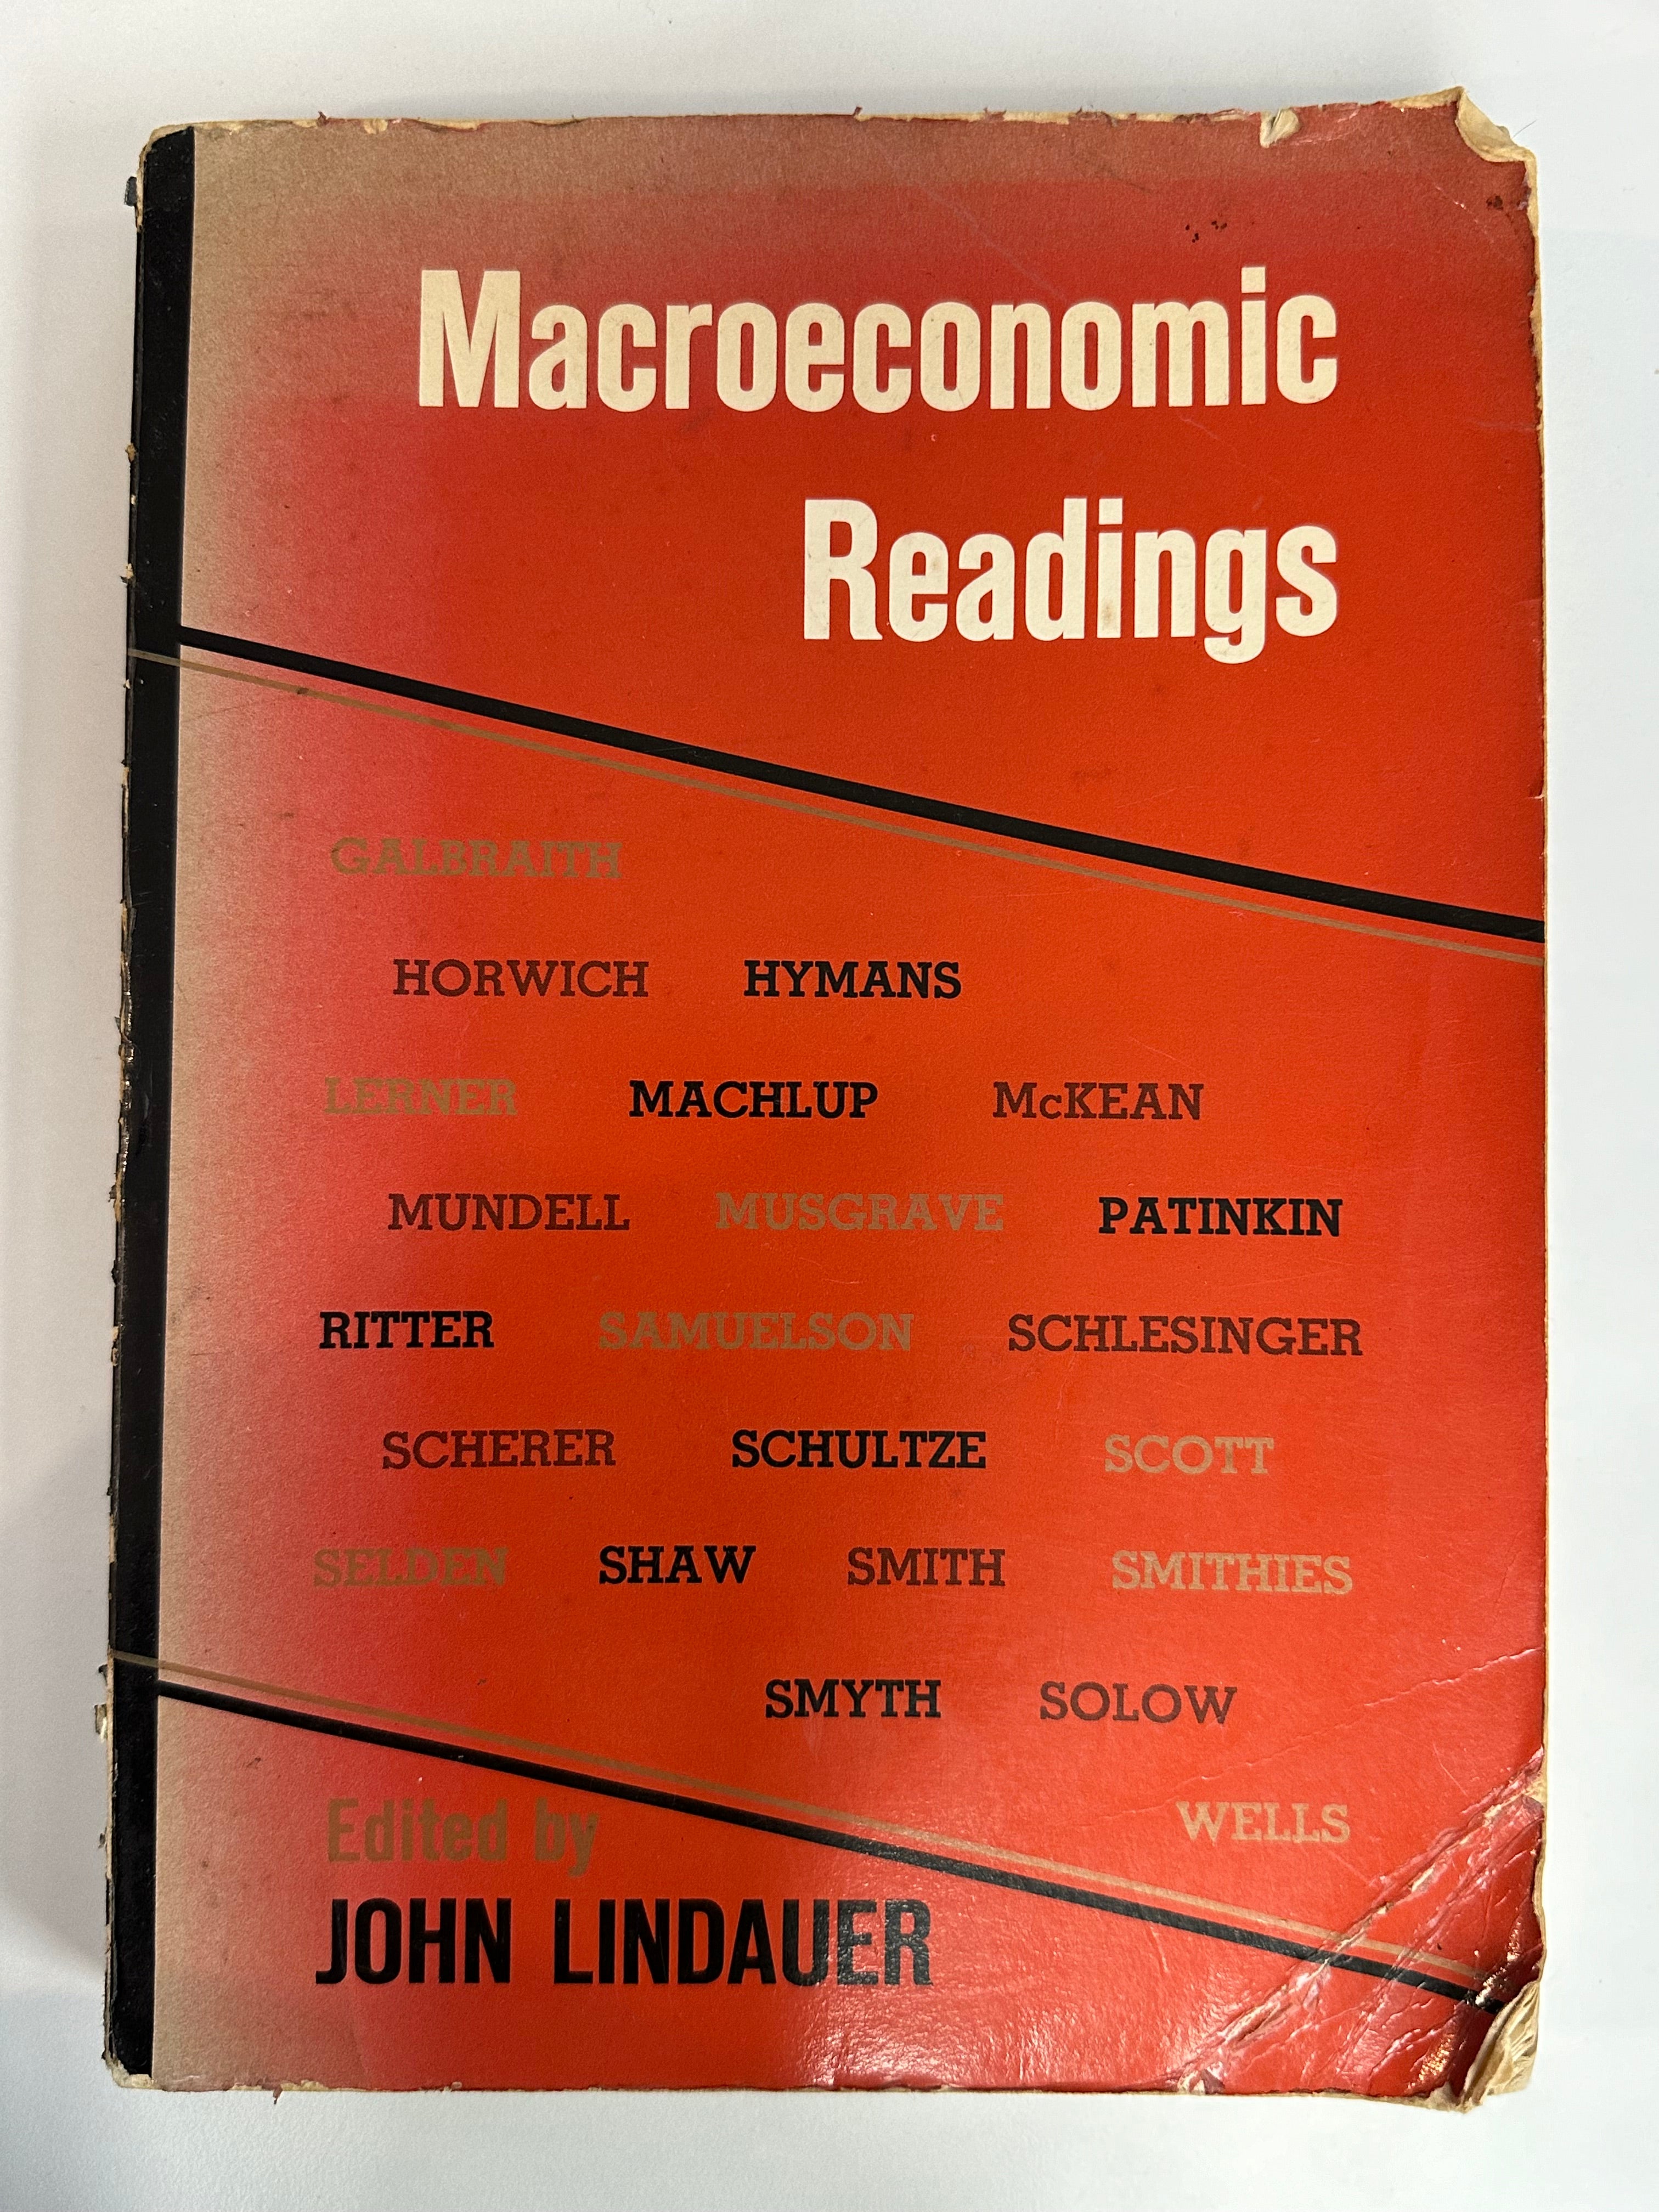 Macroeconomic
Readings
GALBRAITH
HORWICH HYMANS
LERNER MACHLUP McKEAN
MUNDELL MUSGRAVE PATINKIN
RITTER SAMUELSON SCHLESINGER
SCHERER SCHULTZE SCOTT
SELDEN SHAW SMITH SMITHIES
SMYTH SOLOW
WELLS
Edited by
JOHN LINDAUER